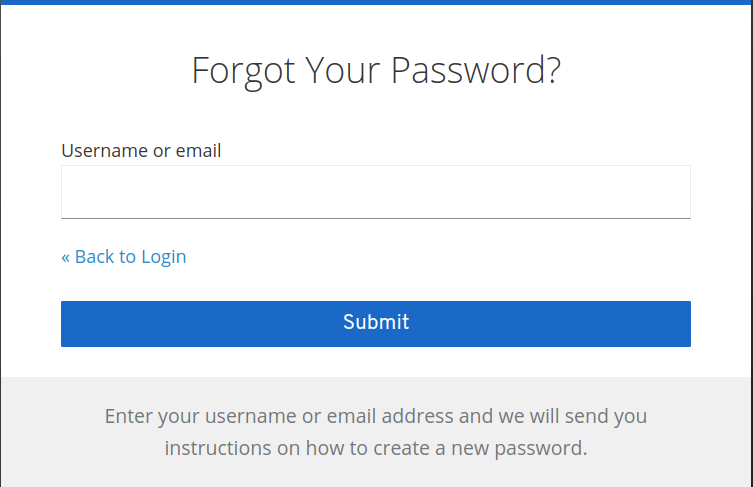 Forgot Your Password?
Username or email
« Back to Login
Submit
Enter your username or email address and we will send you
instructions on how to create a new password.